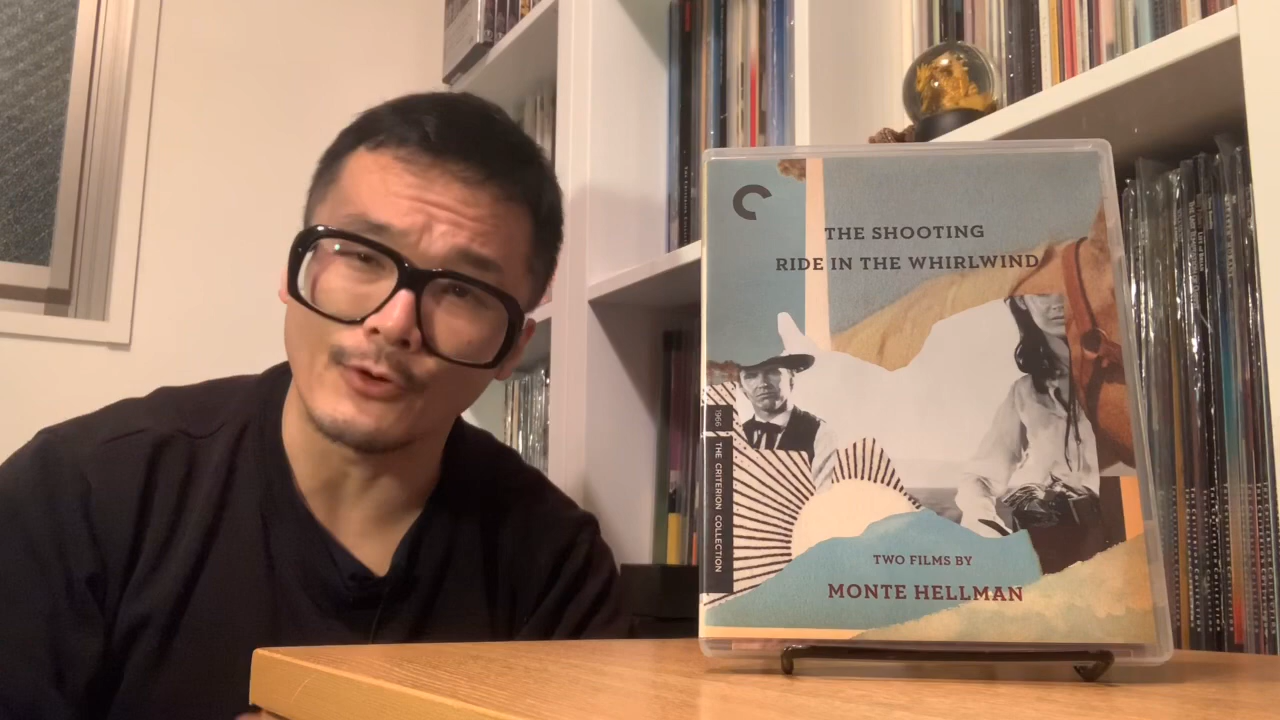 THE SHOOTING
RIDE IN THE WHIRLWIND
1966
THE CRITERION COLLECTION
TWO FILMS BY
MONTE HELLMAN